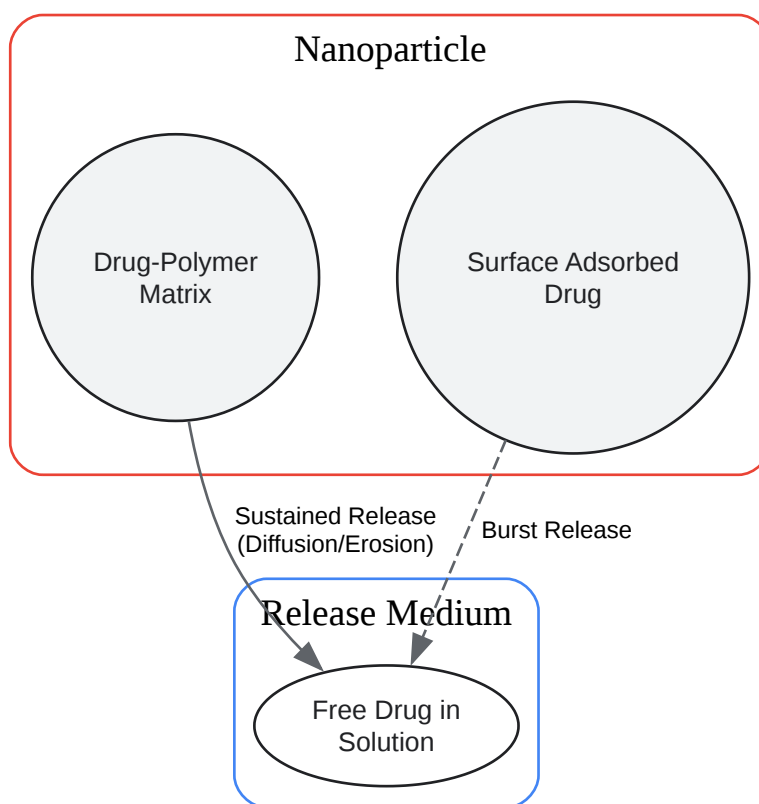 Nanoparticle
Drug-Polymer
Matrix
Surface Adsorbed
Drug
Sustained Release
(Diffusion/Erosion)
Burst Release
Release Medium
Free Drug in
Solution